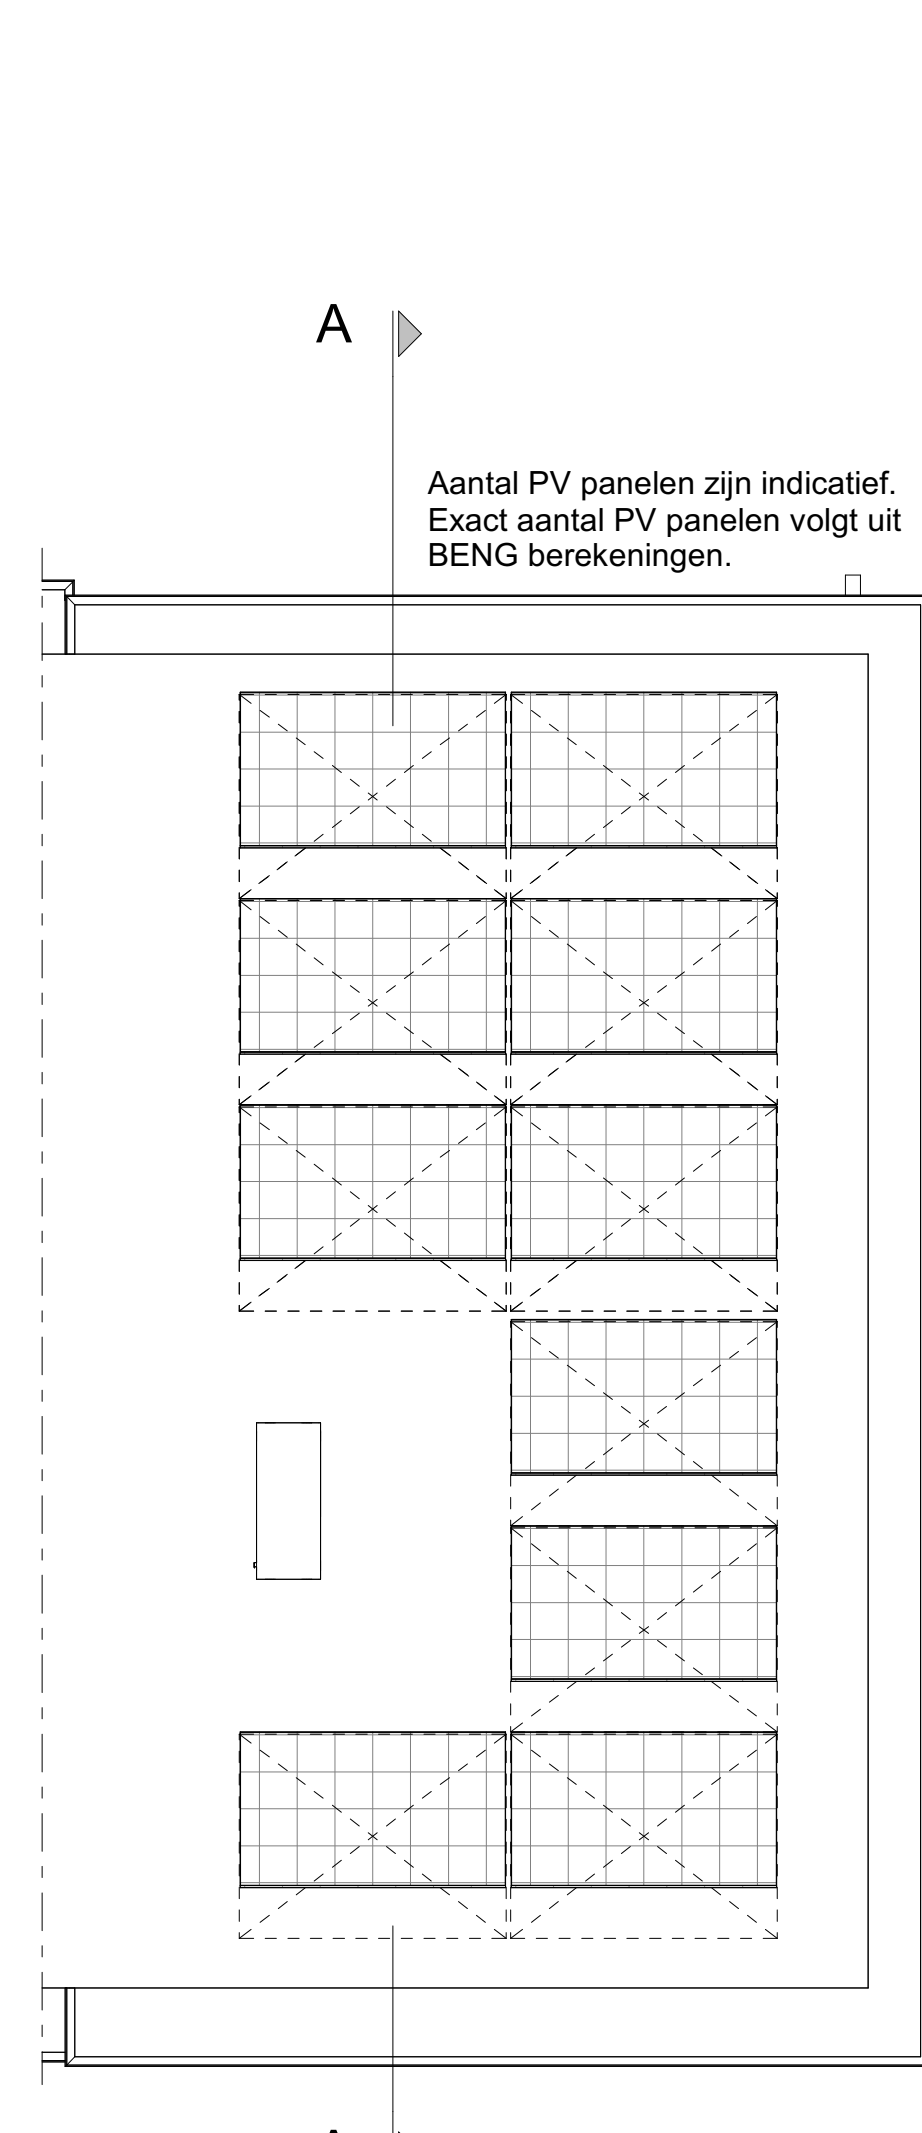 A
Aantal PV panelen zijn indicatief.
Exact aantal PV panelen volgt uit
BENG berekeningen.